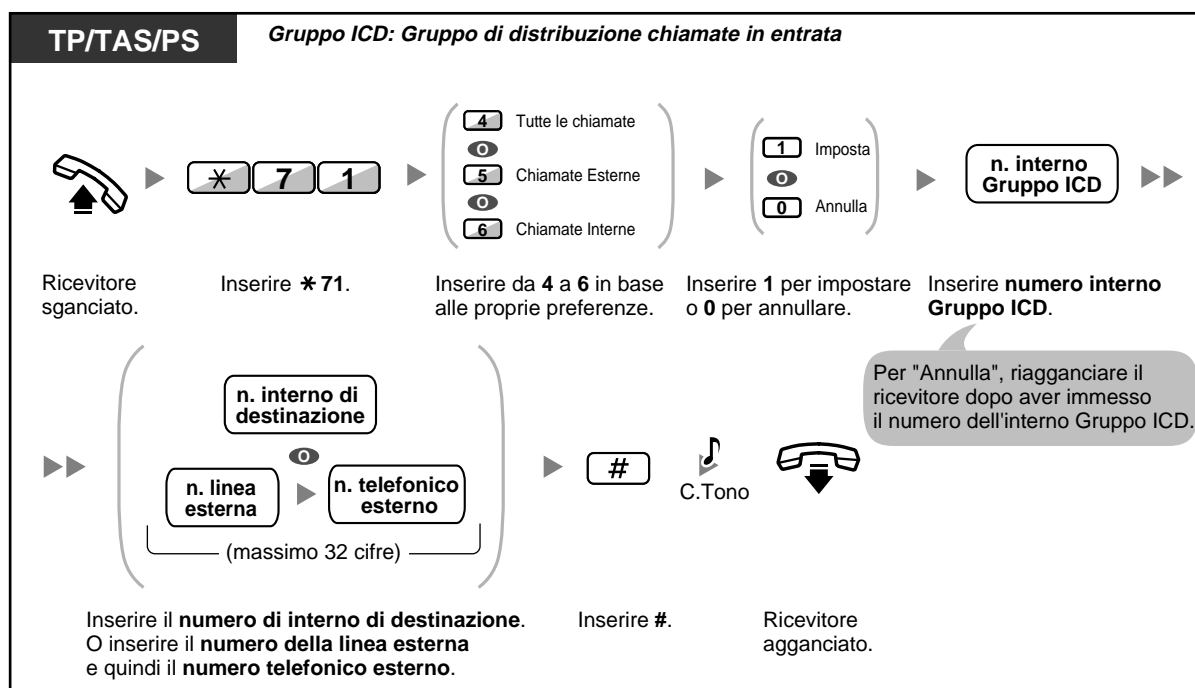 TP/TAS/PS
Gruppo ICD: Gruppo di distribuzione chiamate in entrata
4 Tutte le chiamate
O
5 Chiamate Esterne
O
6 Chiamate Interne
1 Imposta
O
0 Annulla
* 7 1
n. interno
Gruppo ICD
Ricevitore
sganciato.
Inserire * 71.
Inserire da 4 a 6 in base
alle proprie preferenze.
Inserire 1 per impostare
o 0 per annullare.
Inserire numero interno
Gruppo ICD.
Per "Annulla", riagganciare il
ricevitore dopo aver immesso
il numero dell'interno Gruppo ICD.
n. interno di
destinazione
O
n. linea
esterna
n. telefonico
esterno
(massimo 32 cifre)
#
C.Tono
Inserire il numero di interno di destinazione.
O inserire il numero della linea esterna
e quindi il numero telefonico esterno.
Inserire #.
Ricevitore
agganciato.